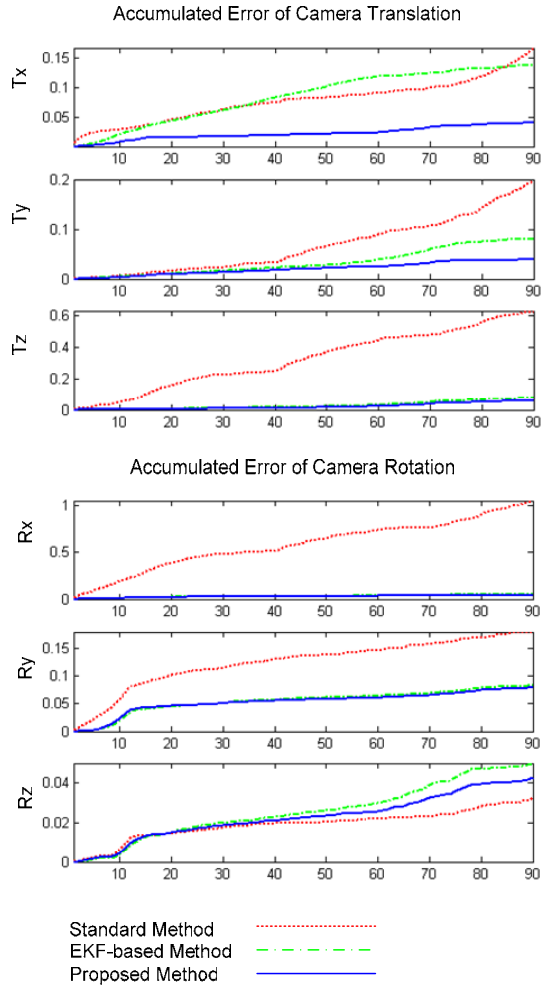 Accumulated Error of Camera Translation
Tx
0.15
0.1
0.05
10 20 30 40 50 60 70 80 90
Ty
0.2
0.1
0
10 20 30 40 50 60 70 80 90
Tz
0.6
0.4
0.2
0
10 20 30 40 50 60 70 80 90
Accumulated Error of Camera Rotation
Rx
1
0.5
0
10 20 30 40 50 60 70 80 90
Ry
0.15
0.1
0.05
0
10 20 30 40 50 60 70 80 90
Rz
0.04
0.02
0
10 20 30 40 50 60 70 80 90
Standard Method
EKF-based Method
Proposed Method